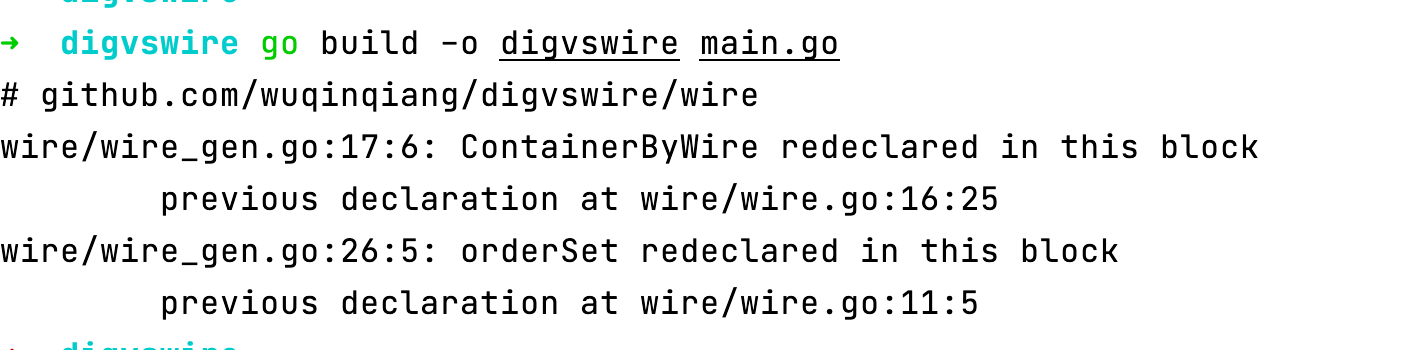 digvswire
➜ digvswire go build -o digvswire main.go
# github.com/wuqinqiang/digvswire/wire
wire/wire_gen.go:17:6: ContainerByWire redeclared in this block
previous declaration at wire/wire.go:16:25
wire/wire_gen.go:26:5: orderSet redeclared in this block
previous declaration at wire/wire.go:11:5
digvswire